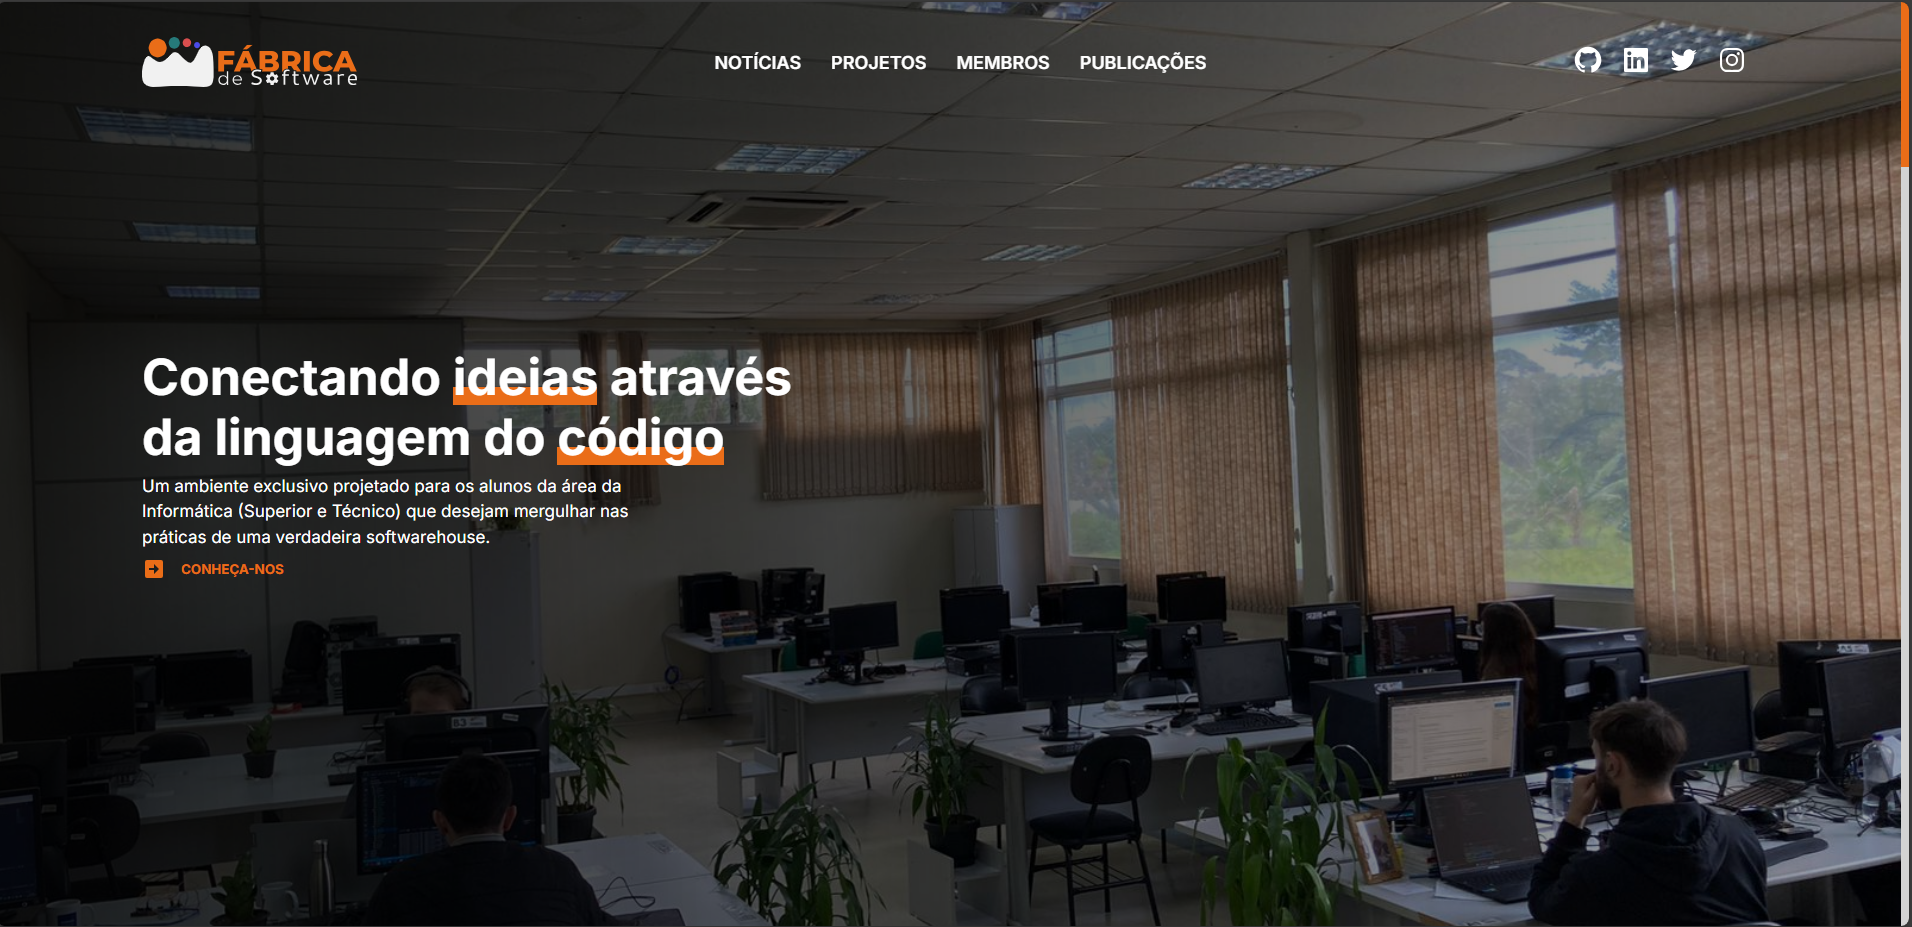 FÁBRICA
de Software
NOTÍCIAS PROJETOS MEMBROS PUBLICAÇÕES
Conectando ideias através
da linguagem do código
Um ambiente exclusivo projetado para os alunos da área da
Informática (Superior e Técnico) que desejam mergulhar nas
práticas de uma verdadeira softwarehouse.
CONHEÇA-NOS
83